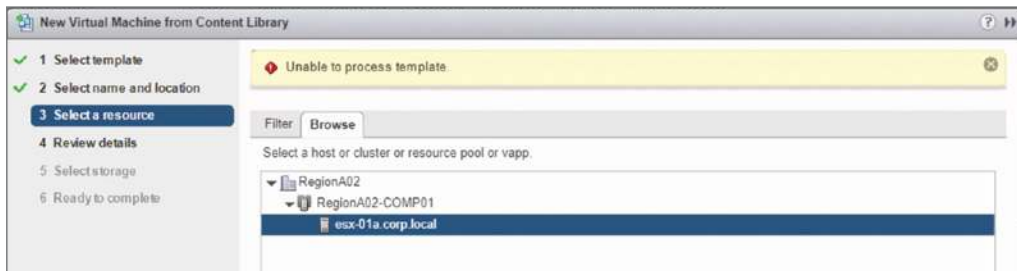 New Virtual Machine from Content Library
1 Select template
2 Select name and location
3 Select a resource
4 Review details
5 Select storage
6 Ready to complete
Unable to process template.
Filter Browse
Select a host or cluster or resource pool or vapp.
RegionA02
RegionA02-COMP01
esx-01a.corp.local